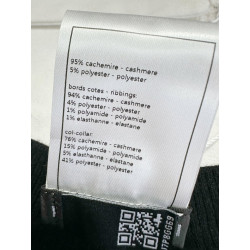 95% cachemire - cashmere
5% polyester - polyester
bords cotes - ribbings:
94% cachemire - cashmere
4% polyester - polyester
1% polyamide - polyamide
1% elasthanne - elastane
col-collar:
76% cachemire - cashmere
15% polyamide - polyamide
5% elasthanne - elastane
41% polyester - polyester